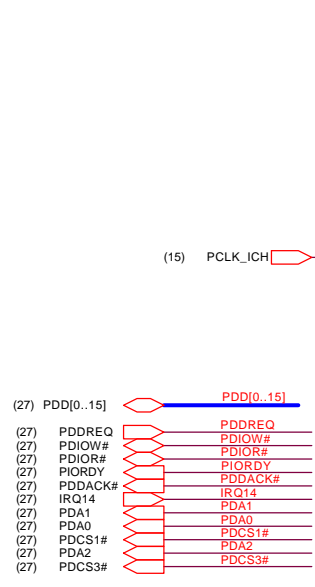 (15) PCLK_ICH
(27) PDD[0..15] PDD[0..15]
(27) PDDREQ PDDREQ
(27) PDIOW# PDIOW#
(27) PDIOR# PDIOR#
(27) PIORDY PIORDY
(27) PDDACK# PDDACK#
(27) IRQ14 IRQ14
(27) PDA1 PDA1
(27) PDA0 PDA0
(27) PDCS1# PDCS1#
(27) PDA2 PDA2
(27) PDCS3# PDCS3#